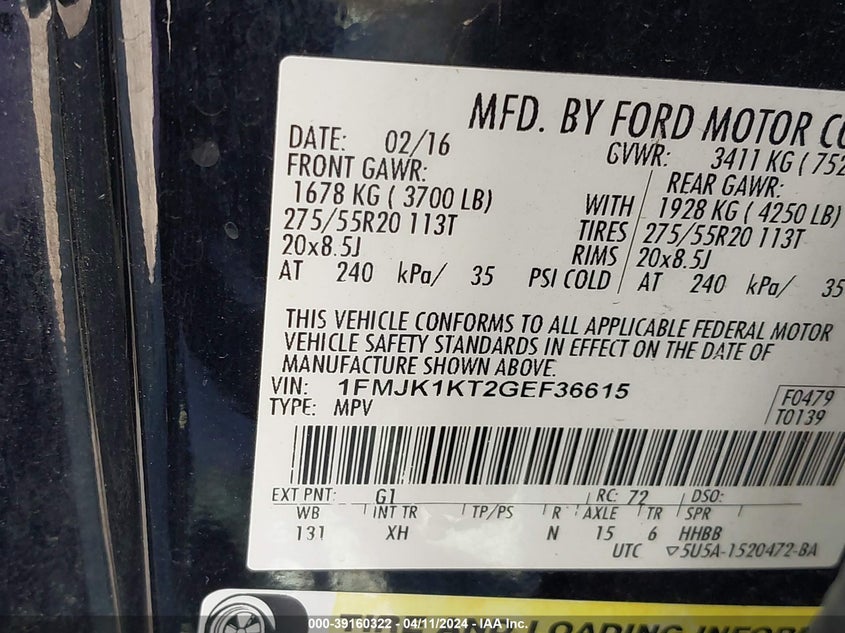 MFD. BY FORD MOTOR CO
DATE: 02/16 GVWR: 3411 KG ( 752
FRONT GAWR: REAR GAWR:
1678 KG ( 3700 LB) WITH 1928 KG ( 4250 LB)
275/55R20 113T TIRES 275/55R20 113T
20x8.5J RIMS 20x8.5J
AT 240 kPa/ 35 PSI COLD AT 240 kPa/ 35
THIS VEHICLE CONFORMS TO ALL APPLICABLE FEDERAL MOTOR
VEHICLE SAFETY STANDARDS IN EFFECT ON THE DATE OF
MANUFACTURE SHOWN ABOVE.
VIN: 1FMJK1KT2GEF36615
TYPE: MPV
F0479
T0139
EXT PNT: G1 RC: 72 DSO:
WB INT TR TP/PS R AXLE TR SPR
131 XH N 15 6 HHBB
UTC ▽5U5A-1520472-BA
TIRE AND LOADING INFOR
000-39160322 - 04/11/2024 - IAA Inc.